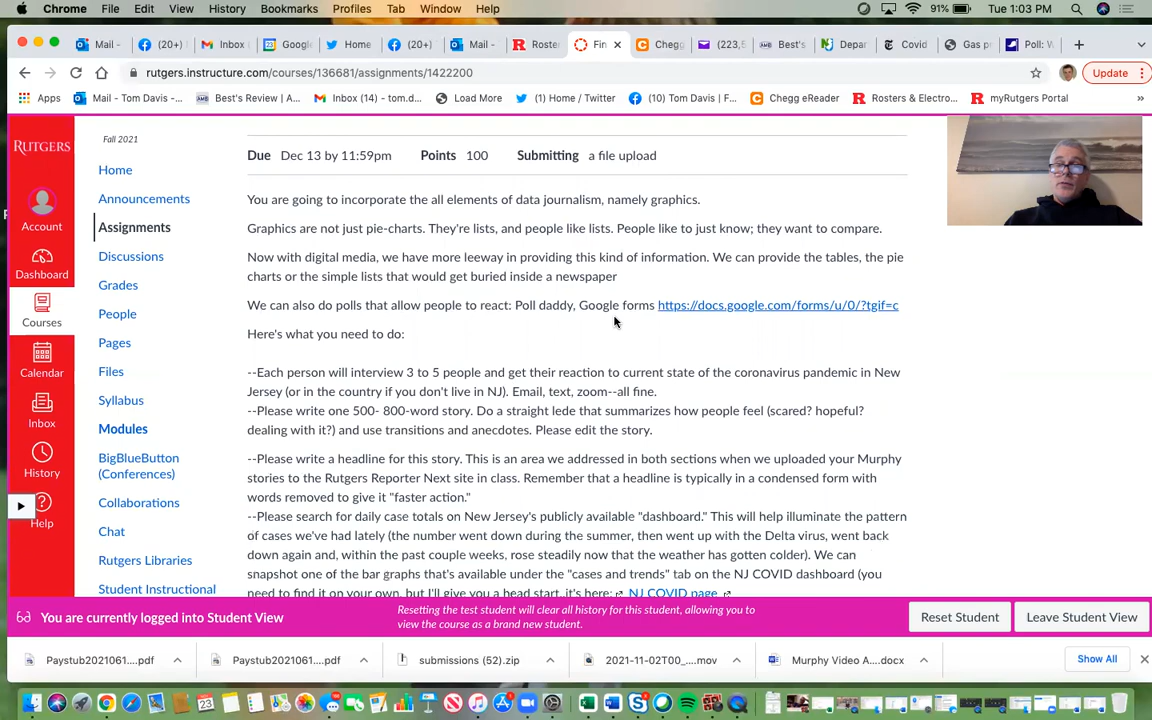 Chrome File Edit View History Bookmarks Profiles Tab Window Help 91% Tue 1:03 PM
Mail - (20+) Inbox Google Home (20+) Mail - Roster Fin Chegg (223, Best's Depar Covid Gas p Poll: W
rutgers.instructure.com/courses/136681/assignments/1422200 Update
Apps Mail - Tom Davis -... Best's Review | A... Inbox (14) - tom.d... Load More (1) Home / Twitter (10) Tom Davis | F... Chegg eReader Rosters & Electro... myRutgers Portal »
RUTGERS
Account
Dashboard
Courses
Calendar
Inbox
History
Help
Fall 2021
Home
Announcements
Assignments
Discussions
Grades
People
Pages
Files
Syllabus
Modules
BigBlueButton
(Conferences)
Collaborations
Chat
Rutgers Libraries
Student Instructional
Due Dec 13 by 11:59pm Points 100 Submitting a file upload
You are going to incorporate the all elements of data journalism, namely graphics.
Graphics are not just pie-charts. They're lists, and people like lists. People like to just know; they want to compare.
Now with digital media, we have more leeway in providing this kind of information. We can provide the tables, the pie
charts or the simple lists that would get buried inside a newspaper
We can also do polls that allow people to react: Poll daddy, Google forms https://docs.google.com/forms/u/0/?tgif=c
Here's what you need to do:
--Each person will interview 3 to 5 people and get their reaction to current state of the coronavirus pandemic in New
Jersey (or in the country if you don't live in NJ). Email, text, zoom--all fine.
--Please write one 500- 800-word story. Do a straight lede that summarizes how people feel (scared? hopeful?
dealing with it?) and use transitions and anecdotes. Please edit the story.
--Please write a headline for this story. This is an area we addressed in both sections when we uploaded your Murphy
stories to the Rutgers Reporter Next site in class. Remember that a headline is typically in a condensed form with
words removed to give it "faster action."
--Please search for daily case totals on New Jersey's publicly available "dashboard." This will help illuminate the pattern
of cases we've had lately (the number went down during the summer, then went up with the Delta virus, went back
down again and, within the past couple weeks, rose steadily now that the weather has gotten colder). We can
snapshot one of the bar graphs that's available under the "cases and trends" tab on the NJ COVID dashboard (you
need to find it on your own, but I'll give you a head start..it's here: NJ COVID page
You are currently logged into Student View
Resetting the test student will clear all history for this student, allowing you to
view the course as a brand new student.
Reset Student Leave Student View
Paystub2021061....pdf Paystub2021061....pdf submissions (52).zip 2021-11-02T00_....mov Murphy Video A....docx Show All